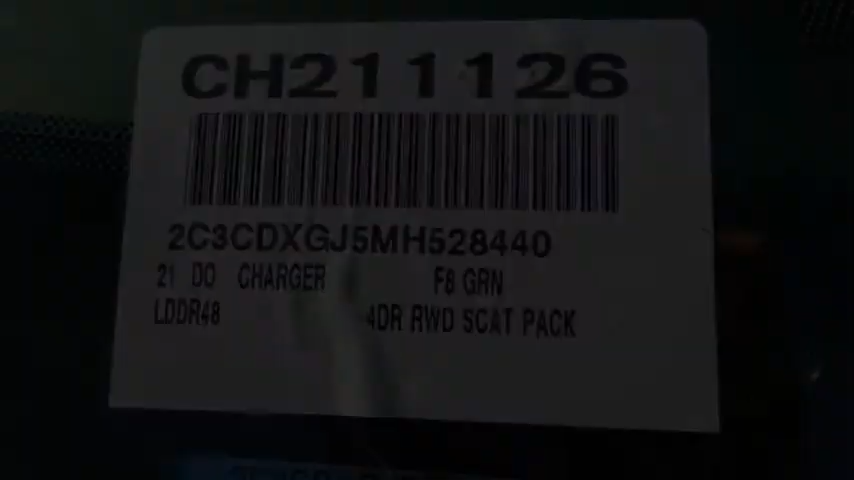 CH211126
2C3CDXGJ5MH528440
21 DO CHARGER F8 GRN
LDDR48 4DR RWD SCAT PACK